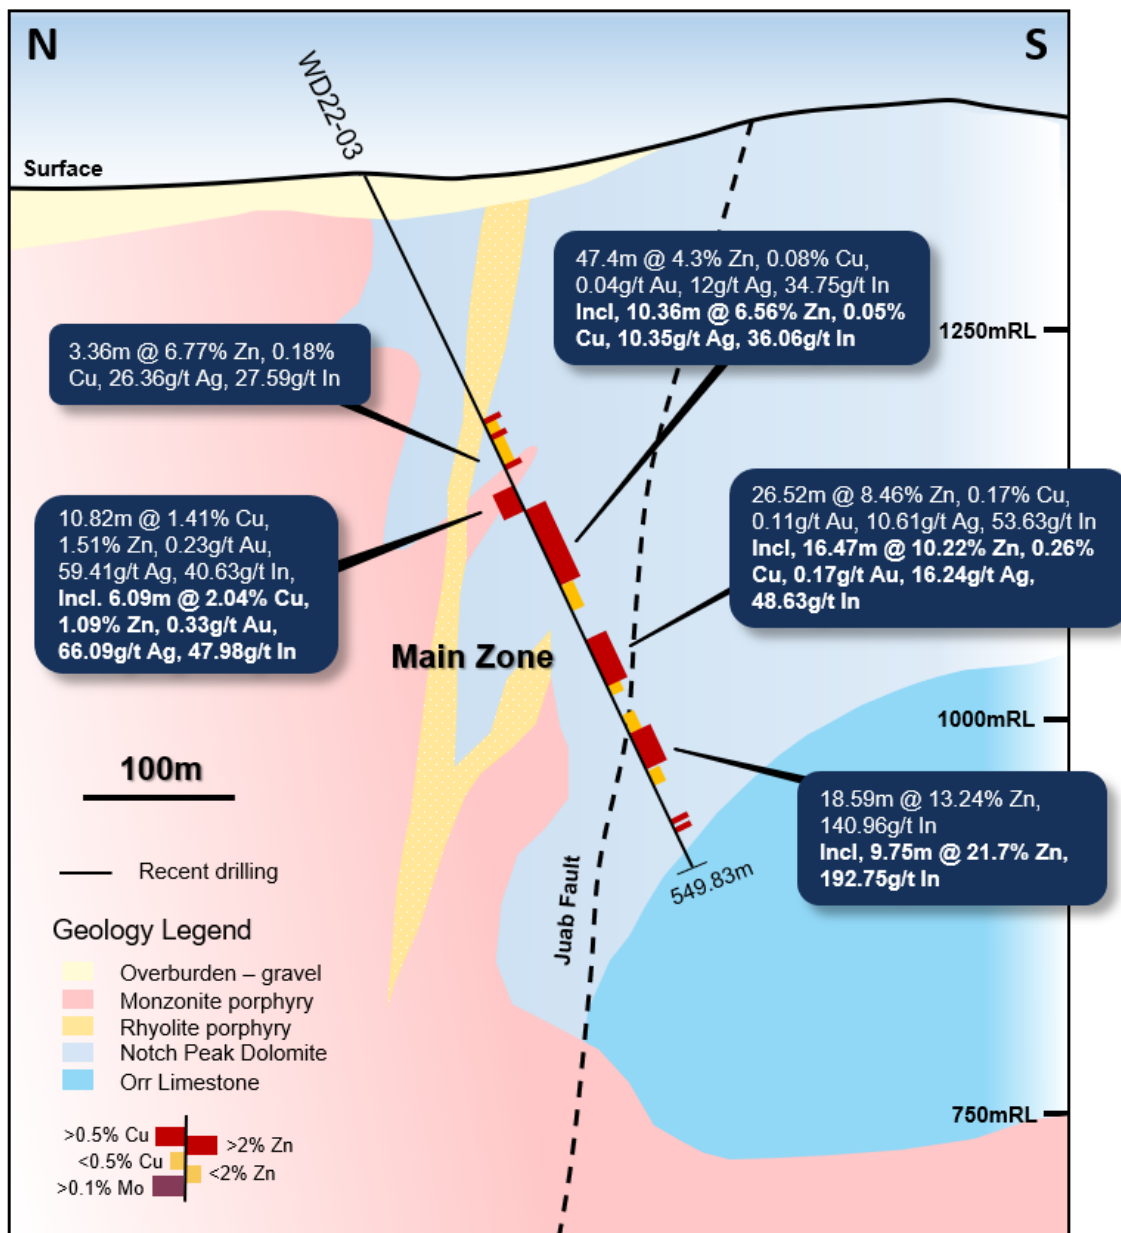 N
S
WD22-03
Surface
47.4m @ 4.3% Zn, 0.08% Cu,
0.04g/t Au, 12g/t Ag, 34.75g/t In
Incl, 10.36m @ 6.56% Zn, 0.05%
Cu, 10.35g/t Ag, 36.06g/t In
1250mRL
3.36m @ 6.77% Zn, 0.18%
Cu, 26.36g/t Ag, 27.59g/t In
26.52m @ 8.46% Zn, 0.17% Cu,
0.11g/t Au, 10.61g/t Ag, 53.63g/t In
Incl, 16.47m @ 10.22% Zn, 0.26%
Cu, 0.17g/t Au, 16.24g/t Ag,
48.63g/t In
10.82m @ 1.41% Cu,
1.51% Zn, 0.23g/t Au,
59.41g/t Ag, 40.63g/t In,
Incl. 6.09m @ 2.04% Cu,
1.09% Zn, 0.33g/t Au,
66.09g/t Ag, 47.98g/t In
Main Zone
1000mRL
100m
18.59m @ 13.24% Zn,
140.96g/t In
Incl, 9.75m @ 21.7% Zn,
192.75g/t In
549.83m
Juab Fault
Recent drilling
Geology Legend
Overburden – gravel
Monzonite porphyry
Rhyolite porphyry
Notch Peak Dolomite
Orr Limestone
750mRL
>0.5% Cu
>2% Zn
<0.5% Cu
<2% Zn
>0.1% Mo